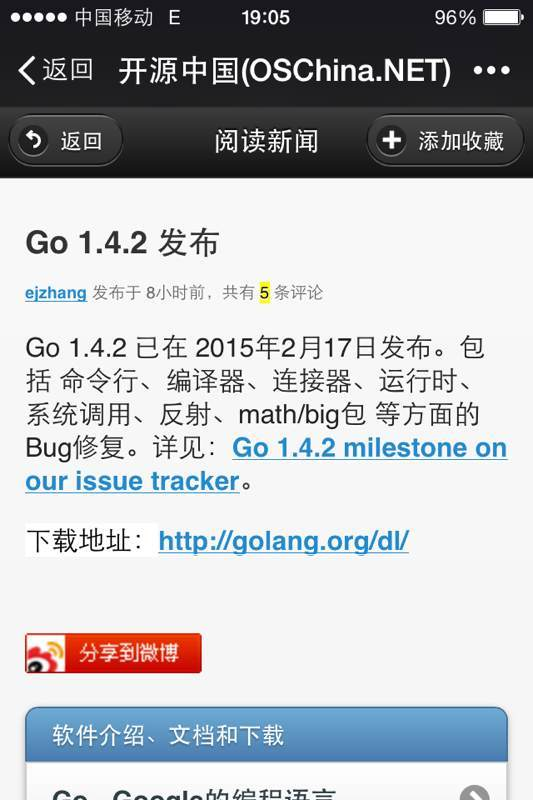 中国移动 E 19:05 96%
返回 开源中国(OSChina.NET)
返回 阅读新闻 添加收藏
Go 1.4.2 发布
ejzhang 发布于 8小时前，共有 5 条评论
Go 1.4.2 已在 2015年2月17日发布。包
括 命令行、编译器、连接器、运行时、
系统调用、反射、math/big包 等方面的
Bug修复。详见：Go 1.4.2 milestone on
our issue tracker。
下载地址：http://golang.org/dl/
分享到微博
软件介绍、文档和下载
Go - Google的编程语言